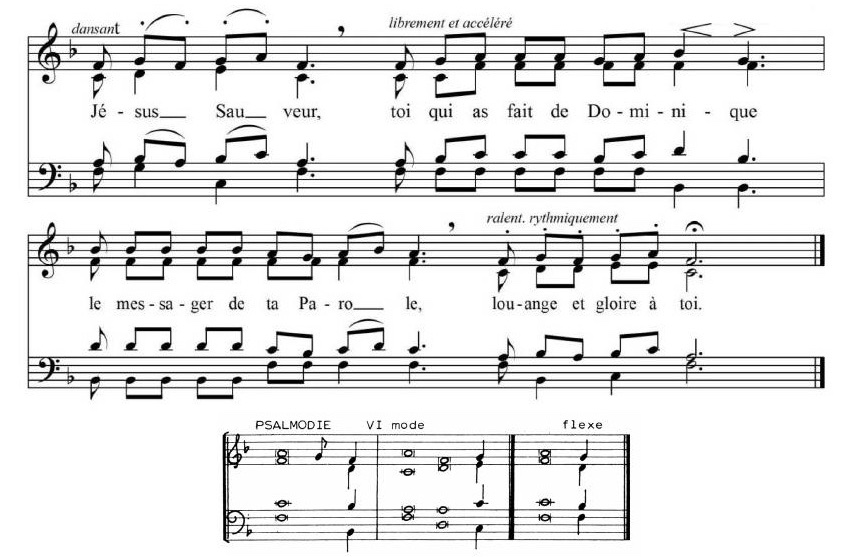 dansant librement et accéléré
Jé - sus Sau veur, toi qui as fait de Do - mi - ni - que
ralent. rythmiquement
le mes - sa - ger de ta Pa - ro le, lou-ange et gloire à toi.
PSALMODIE VI mode flexe